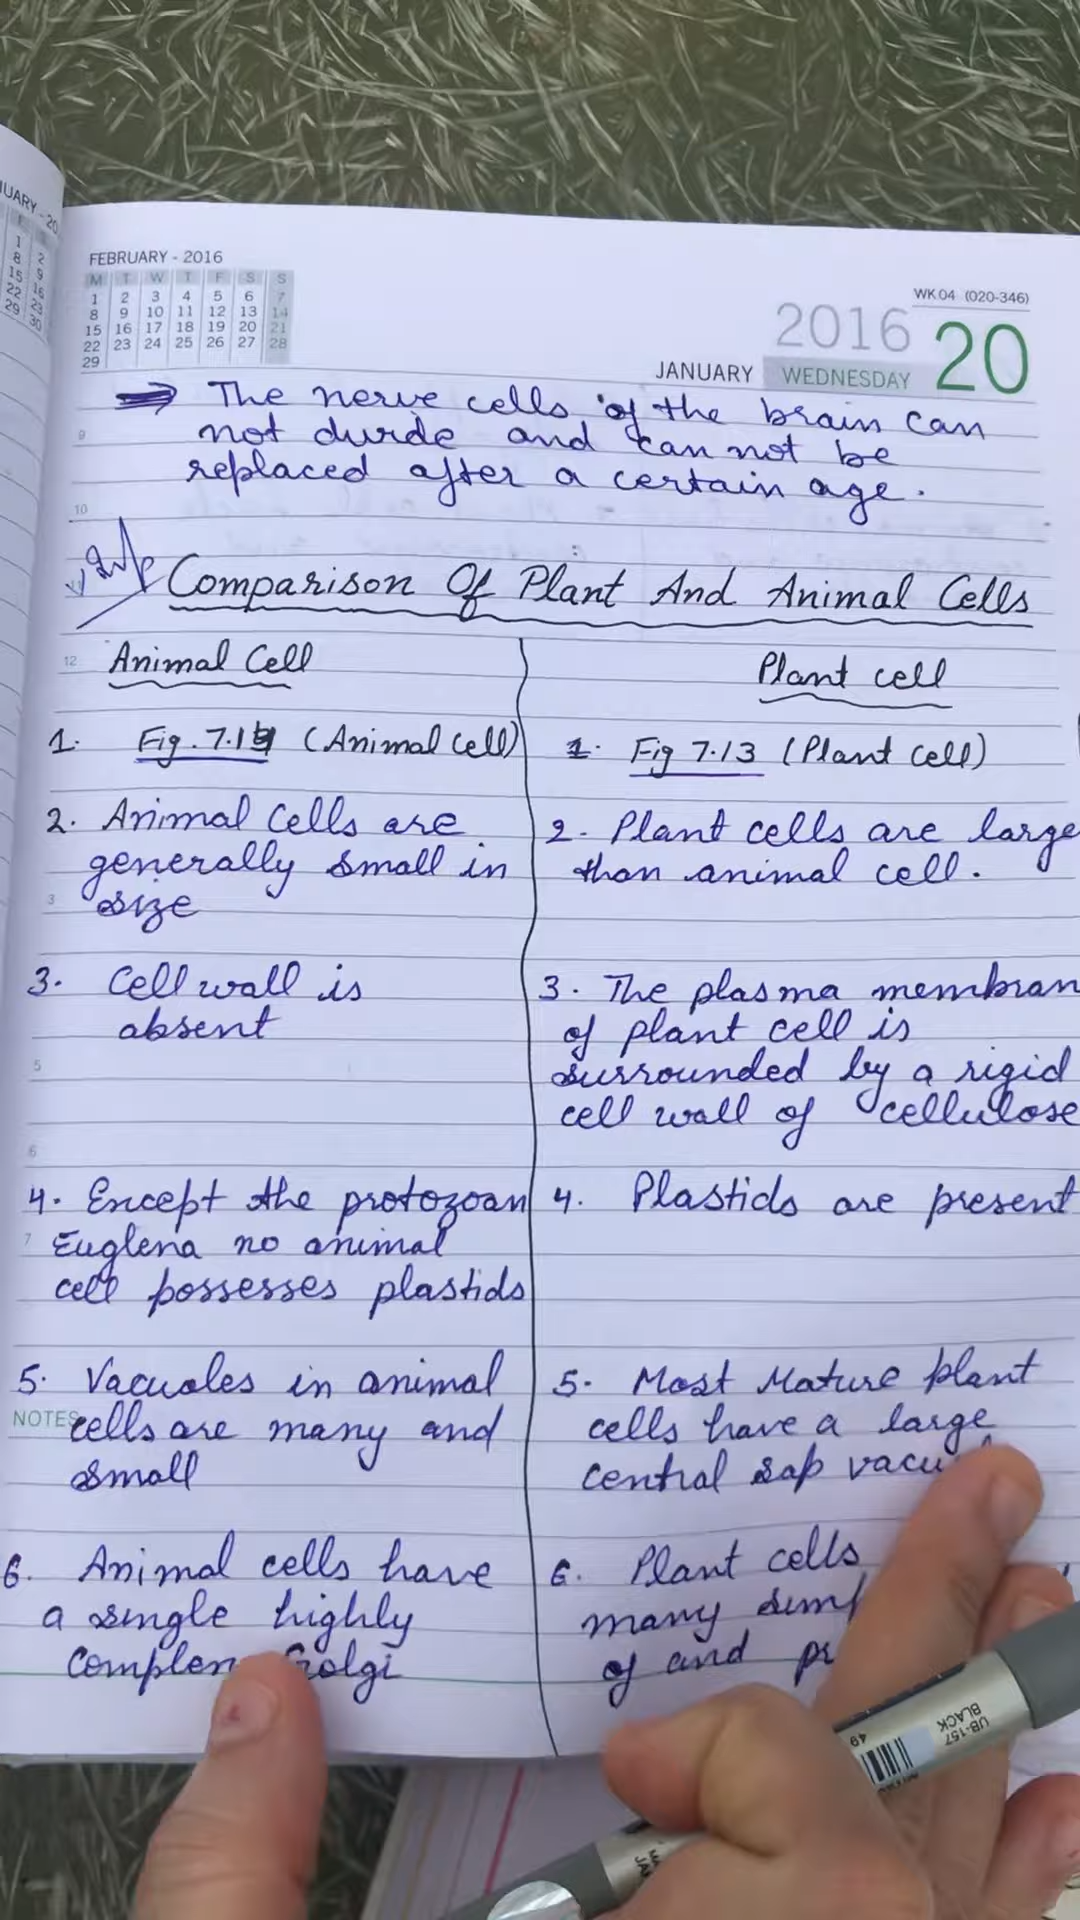 FEBRUARY - 2016
M T W T F S S
1 2 3 4 5 6 7
8 9 10 11 12 13 14
15 16 17 18 19 20 21
22 23 24 25 26 27 28
29
WK 04 (020-346)
2016 20
JANUARY WEDNESDAY
The nerve cells of the brain can
not divide and can not be
replaced after a certain age.
Comparison Of Plant And Animal Cells
Animal Cell
1. Fig. 7.14 (Animal cell)
2. Animal Cells are
generally small in
size
3. Cell wall is
absent
4. Except the protozoan
Euglena no animal
cell possesses plastids
5. Vacuoles in animal
NOTES
cells are many and
small
6. Animal cells have
a single highly
Golgi
Plant cell
1. Fig 7.13 (Plant cell)
2. Plant cells are large
than animal cell.
3. The plasma membran
of plant cell is
surrounded by a rigid
cell wall of cellulose
4. Plastids are present
5. Most Mature plant
cells have a large
central sap vacu
6. Plant cells
many
of and
UB-157
BLACK
49